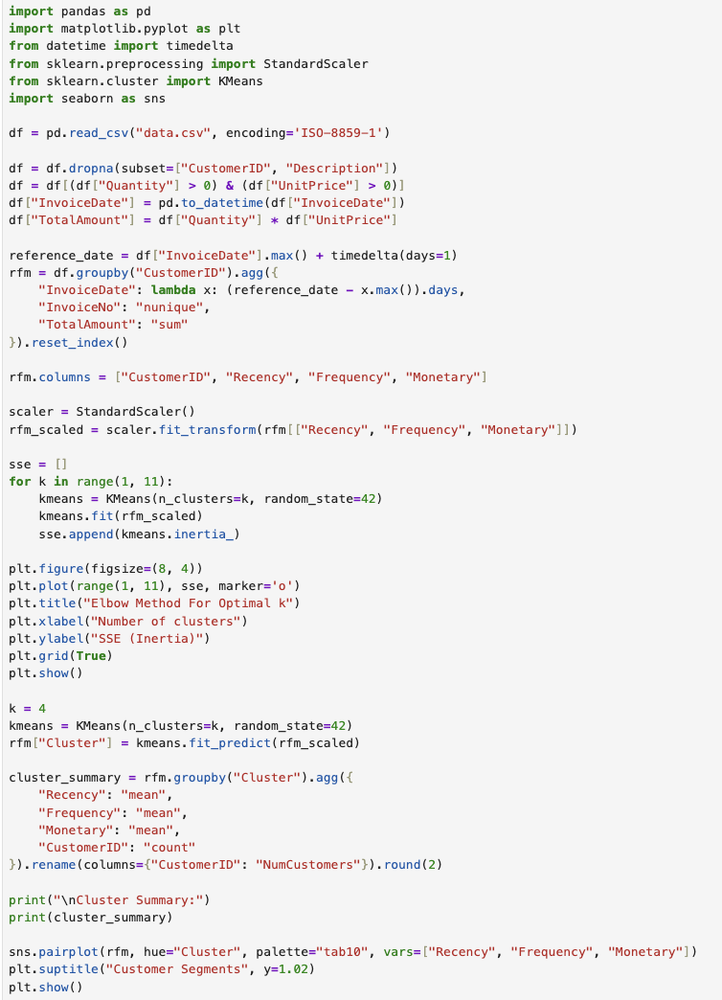 import pandas as pd
import matplotlib.pyplot as plt
from datetime import timedelta
from sklearn.preprocessing import StandardScaler
from sklearn.cluster import KMeans
import seaborn as sns

df = pd.read_csv("data.csv", encoding='ISO-8859-1')

df = df.dropna(subset=["CustomerID", "Description"])
df = df[(df["Quantity"] > 0) & (df["UnitPrice"] > 0)]
df["InvoiceDate"] = pd.to_datetime(df["InvoiceDate"])
df["TotalAmount"] = df["Quantity"] * df["UnitPrice"]

reference_date = df["InvoiceDate"].max() + timedelta(days=1)
rfm = df.groupby("CustomerID").agg({
    "InvoiceDate": lambda x: (reference_date - x.max()).days,
    "InvoiceNo": "nunique",
    "TotalAmount": "sum"
}).reset_index()

rfm.columns = ["CustomerID", "Recency", "Frequency", "Monetary"]

scaler = StandardScaler()
rfm_scaled = scaler.fit_transform(rfm[["Recency", "Frequency", "Monetary"]])

sse = []
for k in range(1, 11):
    kmeans = KMeans(n_clusters=k, random_state=42)
    kmeans.fit(rfm_scaled)
    sse.append(kmeans.inertia_)

plt.figure(figsize=(8, 4))
plt.plot(range(1, 11), sse, marker='o')
plt.title("Elbow Method For Optimal k")
plt.xlabel("Number of clusters")
plt.ylabel("SSE (Inertia)")
plt.grid(True)
plt.show()

k = 4
kmeans = KMeans(n_clusters=k, random_state=42)
rfm["Cluster"] = kmeans.fit_predict(rfm_scaled)

cluster_summary = rfm.groupby("Cluster").agg({
    "Recency": "mean",
    "Frequency": "mean",
    "Monetary": "mean",
    "CustomerID": "count"
}).rename(columns={"CustomerID": "NumCustomers"}).round(2)

print("\nCluster Summary:")
print(cluster_summary)

sns.pairplot(rfm, hue="Cluster", palette="tab10", vars=["Recency", "Frequency", "Monetary"])
plt.suptitle("Customer Segments", y=1.02)
plt.show()